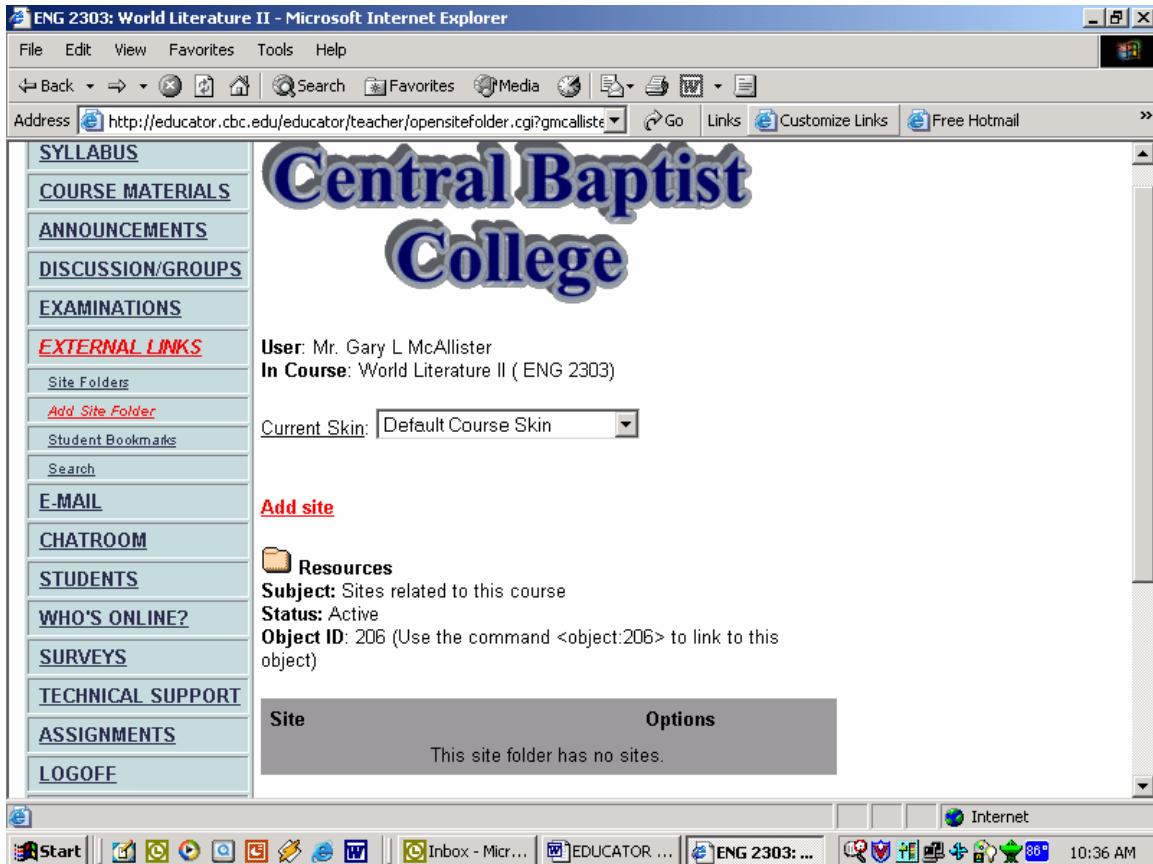 ENG 2303: World Literature II - Microsoft Internet Explorer
File Edit View Favorites Tools Help
Back Search Favorites Media
Address http://educator.cbc.edu/educator/teacher/opensitefolder.cgi?gmcalliste Go Links Customize Links Free Hotmail »
SYLLABUS
COURSE MATERIALS
ANNOUNCEMENTS
DISCUSSION/GROUPS
EXAMINATIONS
EXTERNAL LINKS
Site Folders
Add Site Folder
Student Bookmarks
Search
E-MAIL
CHATROOM
STUDENTS
WHO'S ONLINE?
SURVEYS
TECHNICAL SUPPORT
ASSIGNMENTS
LOGOFF
Central Baptist
College
User: Mr. Gary L McAllister
In Course: World Literature II ( ENG 2303)
Current Skin: Default Course Skin
Add site
Resources
Subject: Sites related to this course
Status: Active
Object ID: 206 (Use the command <object:206> to link to this
object)
Site Options
This site folder has no sites.
Internet
Start Inbox - Micr... EDUCATOR ... ENG 2303: ... 86° 10:36 AM